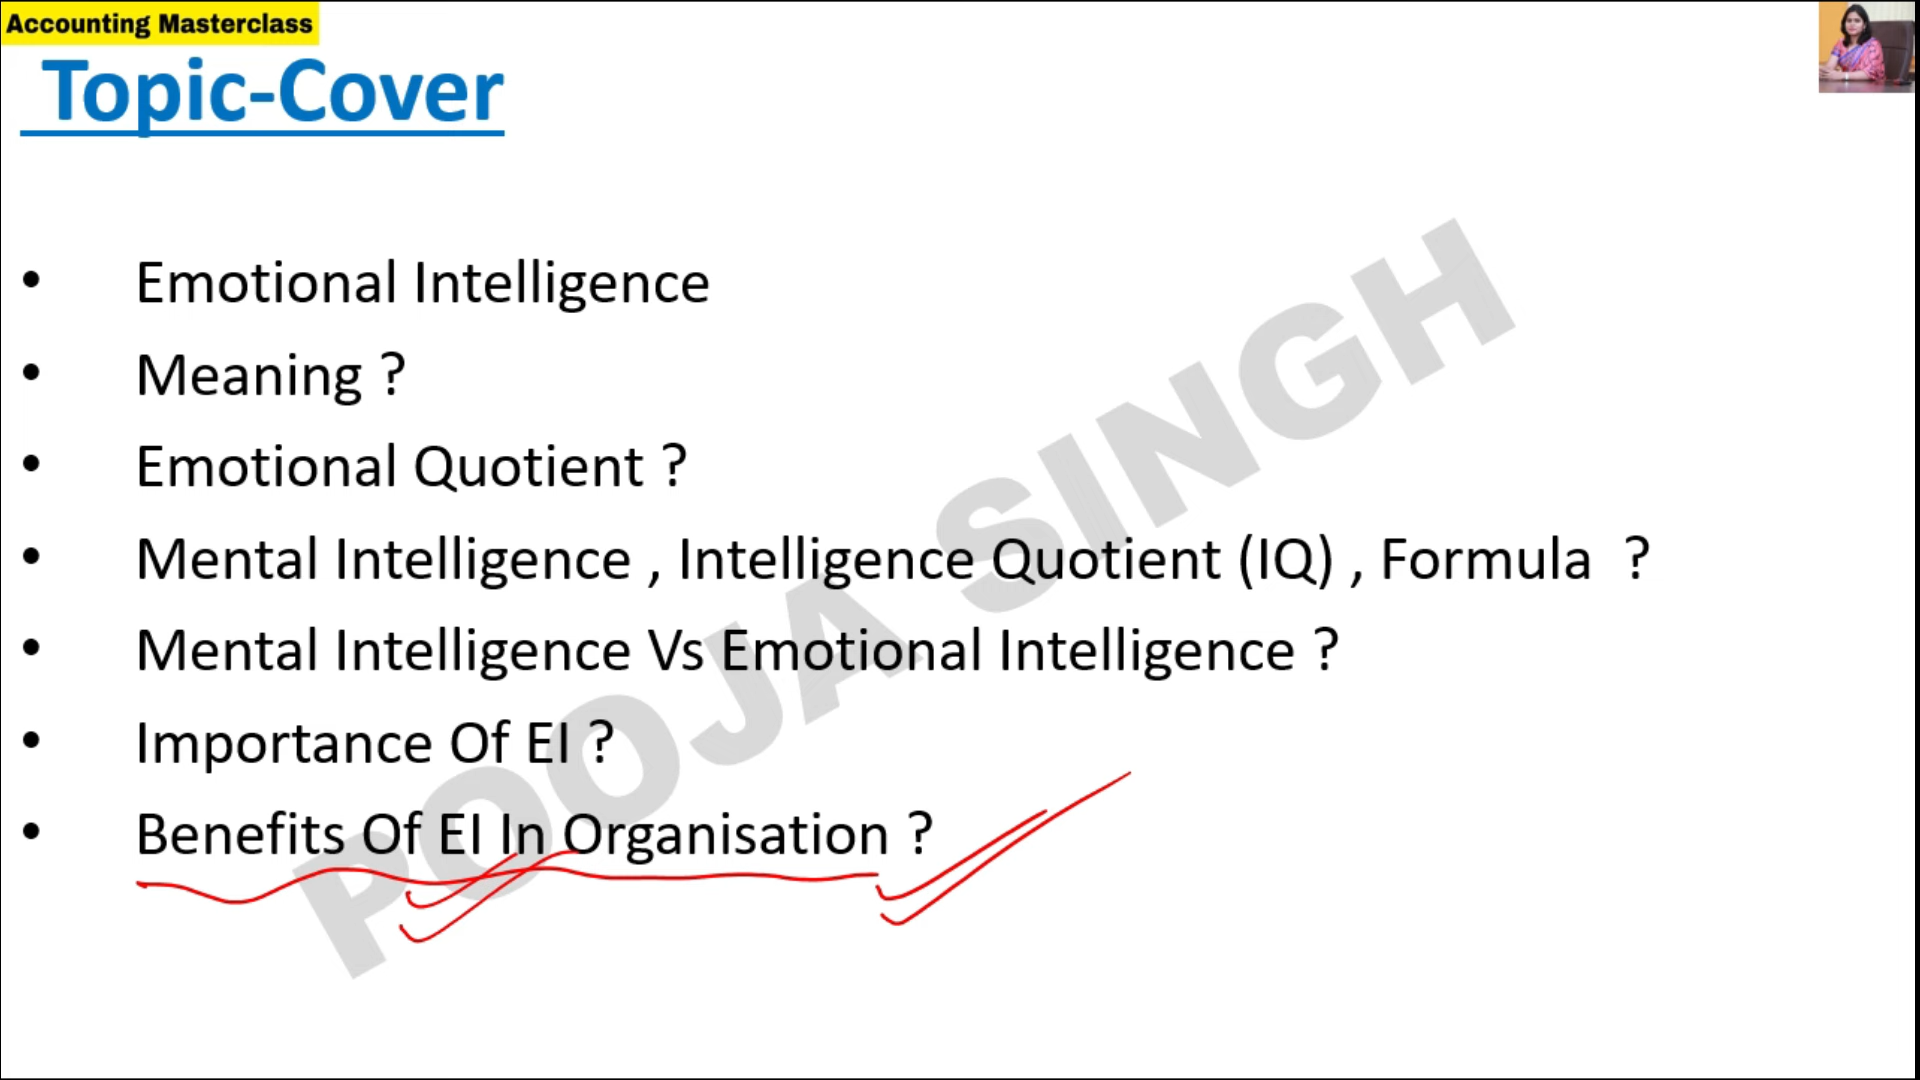 Accounting Masterclass
Topic-Cover
• Emotional Intelligence
• Meaning ?
• Emotional Quotient ?
• Mental Intelligence , Intelligence Quotient (IQ) , Formula ?
• Mental Intelligence Vs Emotional Intelligence ?
• Importance Of EI ?
• Benefits Of EI In Organisation ?
POOJA SINGH